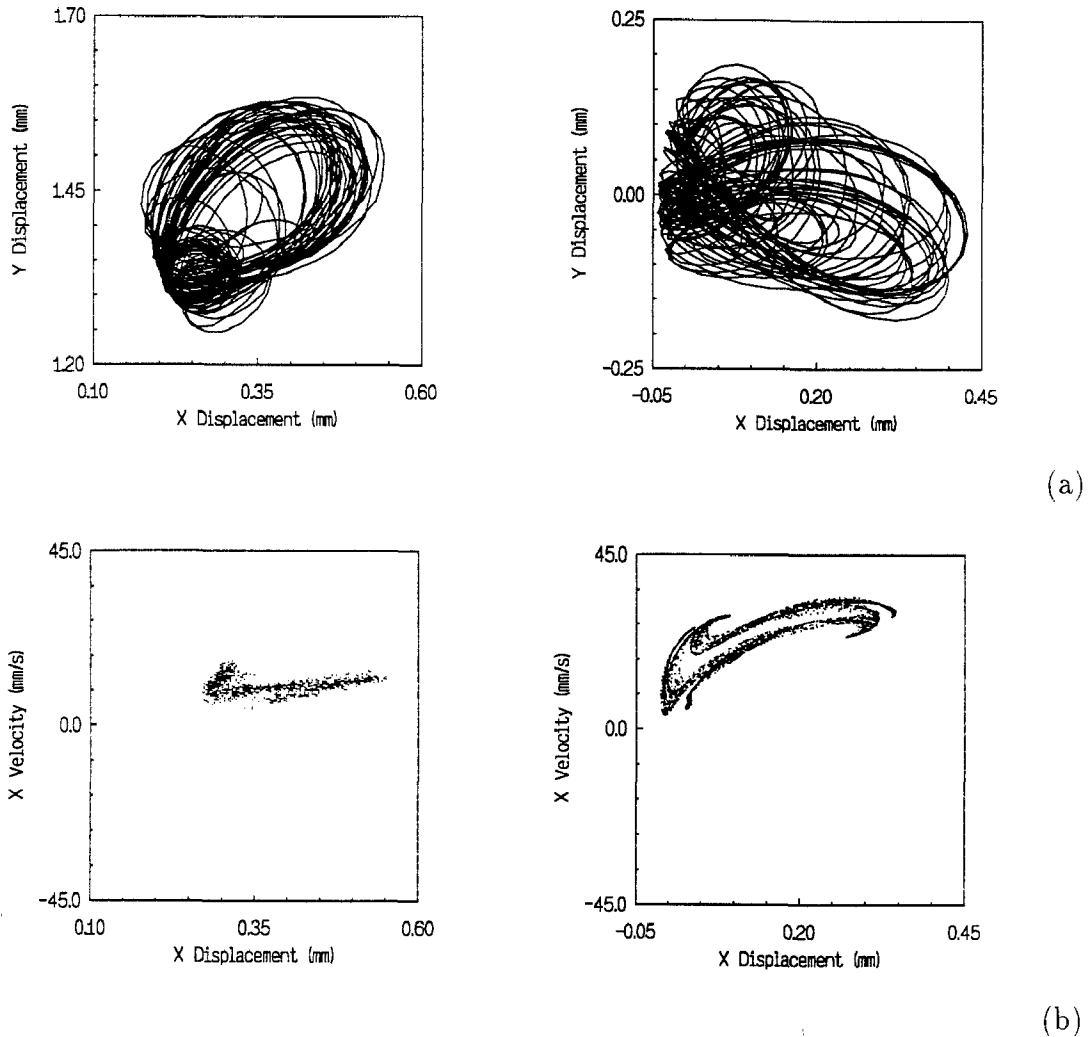 1.70
1.45
1.20
Y Displacement (mm)
0.10 0.35 0.60
X Displacement (mm)
0.25
0.00
-0.25
Y Displacement (mm)
-0.05 0.20 0.45
X Displacement (mm)
(a)
45.0
0.0
-45.0
X Velocity (mm/s)
0.10 0.35 0.60
X Displacement (mm)
45.0
0.0
-45.0
X Velocity (mm/s)
-0.05 0.20 0.45
X Displacement (mm)
(b)